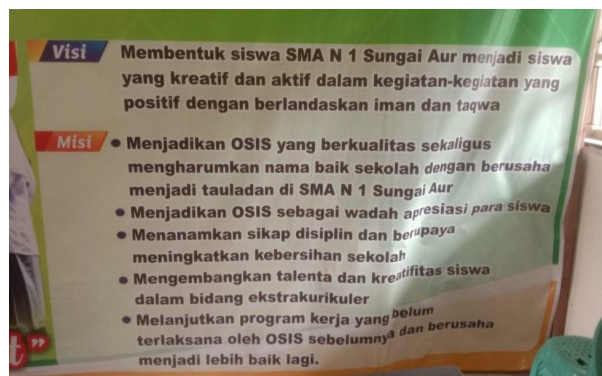 Visi
Membentuk siswa SMA N 1 Sungai Aur menjadi siswa
yang kreatif dan aktif dalam kegiatan-kegiatan yang
positif dengan berlandaskan iman dan taqwa
Misi
• Menjadikan OSIS yang berkualitas sekaligus
mengharumkan nama baik sekolah dengan berusaha
menjadi tauladan di SMA N 1 Sungai Aur
• Menjadikan OSIS sebagai wadah apresiasi para siswa
• Menanamkan sikap disiplin dan berupaya
meningkatkan kebersihan sekolah
• Mengembangkan talenta dan kreatifitas siswa
dalam bidang ekstrakurikuler
• Melanjutkan program kerja yang belum
terlaksana oleh OSIS sebelumnya dan berusaha
menjadi lebih baik lagi.